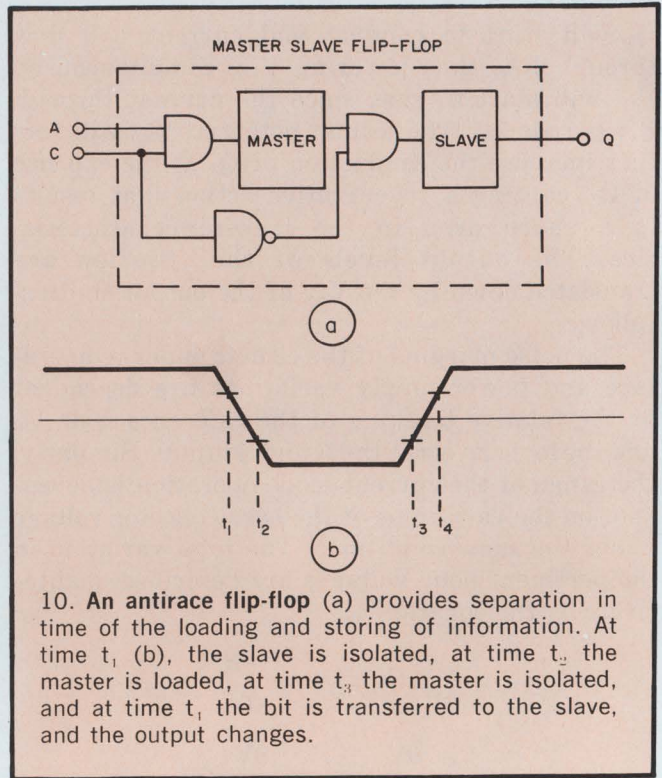 MASTER SLAVE FLIP-FLOP
A
C
MASTER
SLAVE
Q
a
t₁ t₂ t₃ t₄
b
10. An antirace flip-flop (a) provides separation in
time of the loading and storing of information. At
time t₁ (b), the slave is isolated, at time t₂ the
master is loaded, at time t₃ the master is isolated,
and at time t₁ the bit is transferred to the slave,
and the output changes.